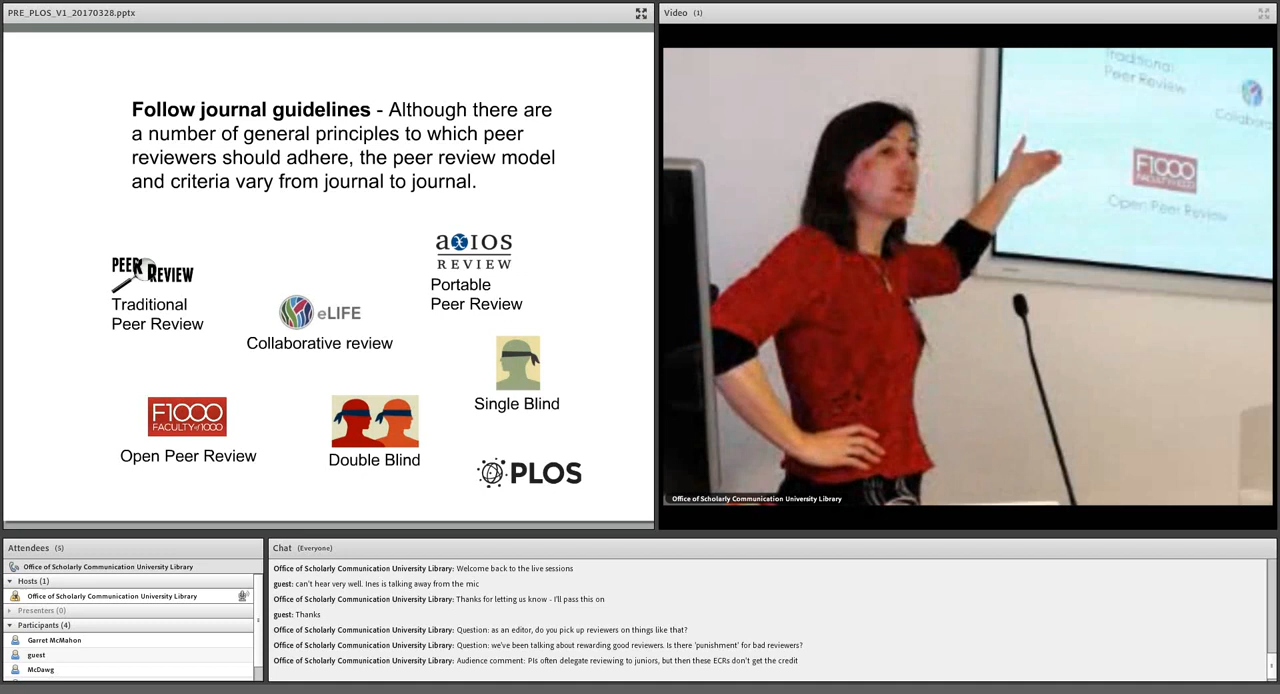 PRE_PLOS_V1_20170328.pptx
Follow journal guidelines - Although there are
a number of general principles to which peer
reviewers should adhere, the peer review model
and criteria vary from journal to journal.
PEER REVIEW
Traditional
Peer Review
eLIFE
Collaborative review
axios
REVIEW
Portable
Peer Review
Single Blind
F1000
FACULTY of 1000
Open Peer Review
Double Blind
PLOS
Video (1)
Traditional
Peer Review
F1000
FACULTY of 1000
Open Peer Review
Office of Scholarly Communication University Library
Attendees (5)
Office of Scholarly Communication University Library
Hosts (1)
Office of Scholarly Communication University Library
Presenters (0)
Participants (4)
Garret McMahon
guest
McDawg
Chat (Everyone)
Office of Scholarly Communication University Library: Welcome back to the live sessions
guest: can't hear very well. Ines is talking away from the mic
Office of Scholarly Communication University Library: Thanks for letting us know - I'll pass this on
guest: Thanks
Office of Scholarly Communication University Library: Question: as an editor, do you pick up reviewers on things like that?
Office of Scholarly Communication University Library: Question: we've been talking about rewarding good reviewers. Is there 'punishment' for bad reviewers?
Office of Scholarly Communication University Library: Audience comment: PIs often delegate reviewing to juniors, but then these ECRs don't get the credit